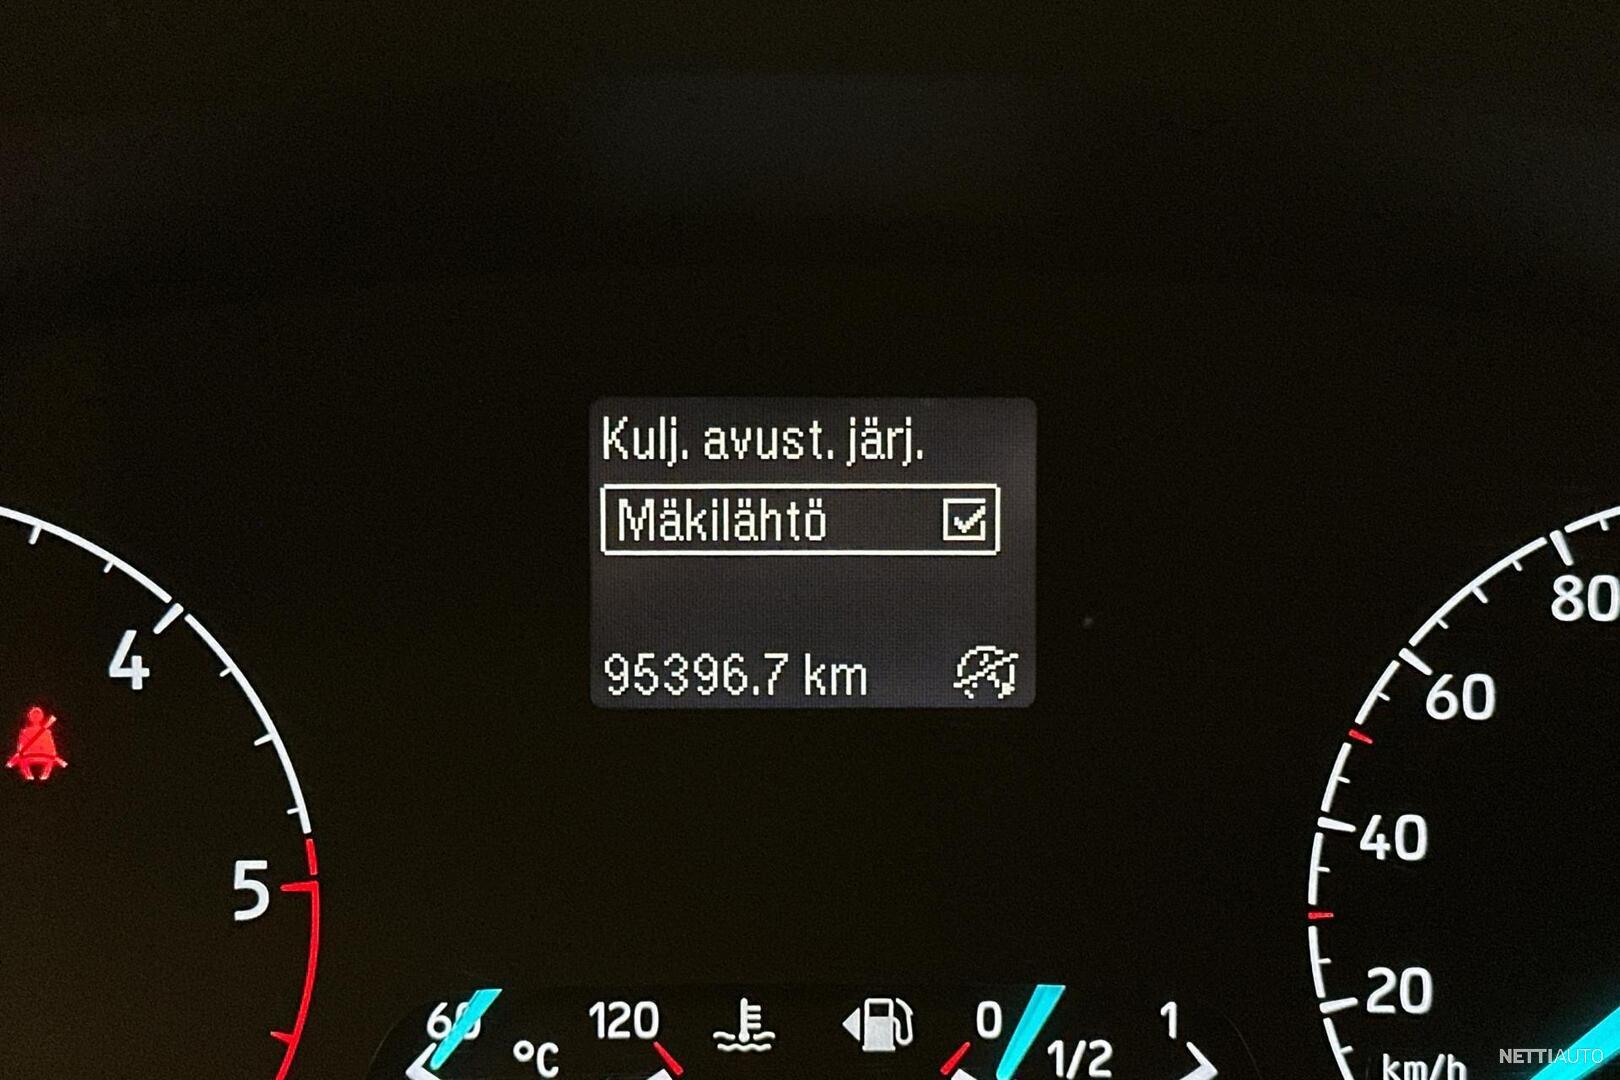 Kulj. avust. järj.
Mäkilähtö
95396.7 km
4
5
80
60
40
20
km/h
60
120
°C
0
1/2
1
NETTIAUTO